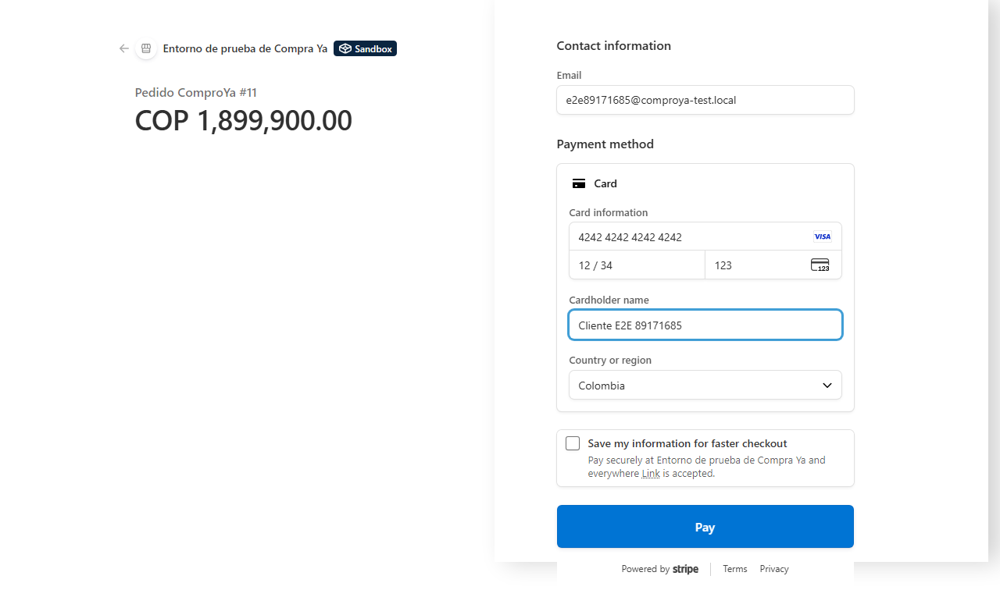 Entorno de prueba de Compra Ya Sandbox
Pedido ComproYa #11
COP 1,899,900.00
Contact information
Email
e2e89171685@comproya-test.local
Payment method
Card
Card information
4242 4242 4242 4242 VISA
12 / 34 123 123
Cardholder name
Cliente E2E 89171685
Country or region
Colombia
Save my information for faster checkout
Pay securely at Entorno de prueba de Compra Ya and
everywhere Link is accepted.
Pay
Powered by stripe Terms Privacy